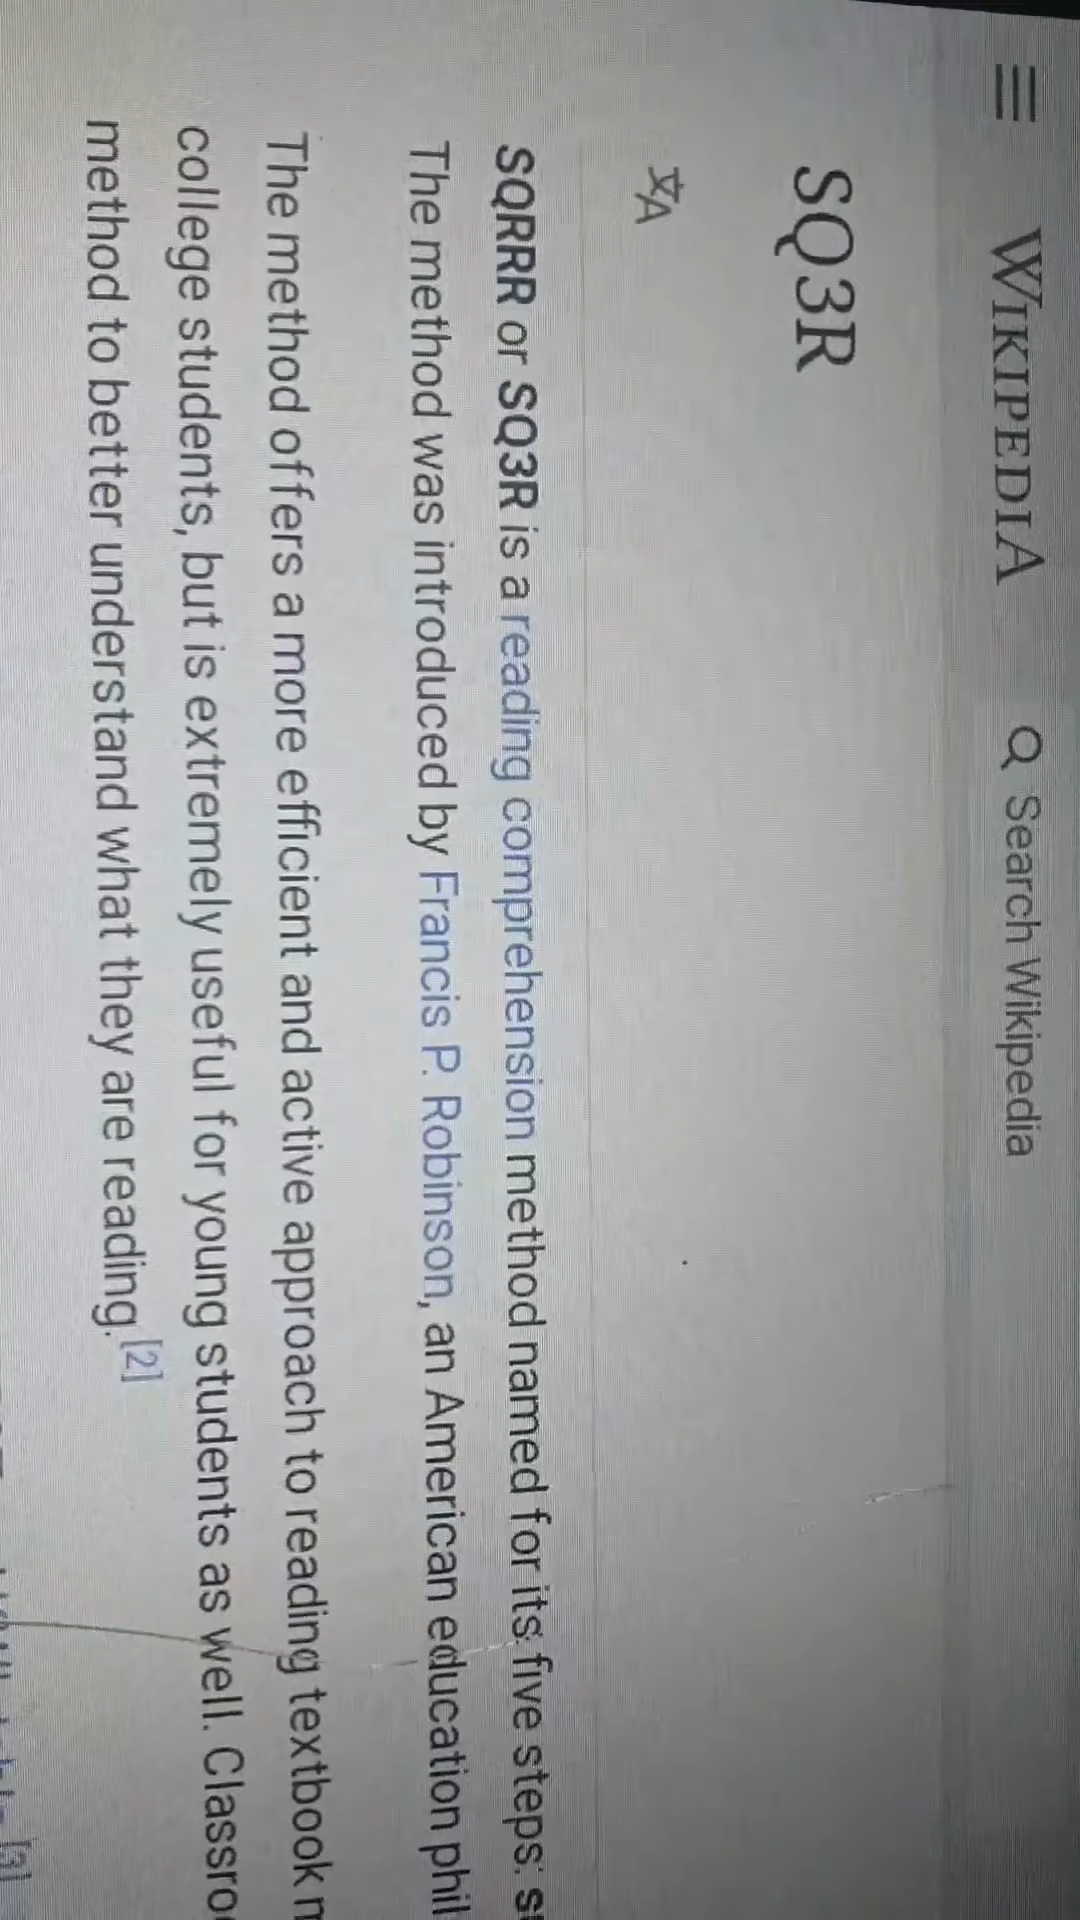 WIKIPEDIA Search Wikipedia
SQ3R
SQRRR or SQ3R is a reading comprehension method named for its five steps:
The method was introduced by Francis P. Robinson, an American education
The method offers a more efficient and active approach to reading textbook
college students, but is extremely useful for young students as well.
method to better understand what they are reading.[2]
[3]